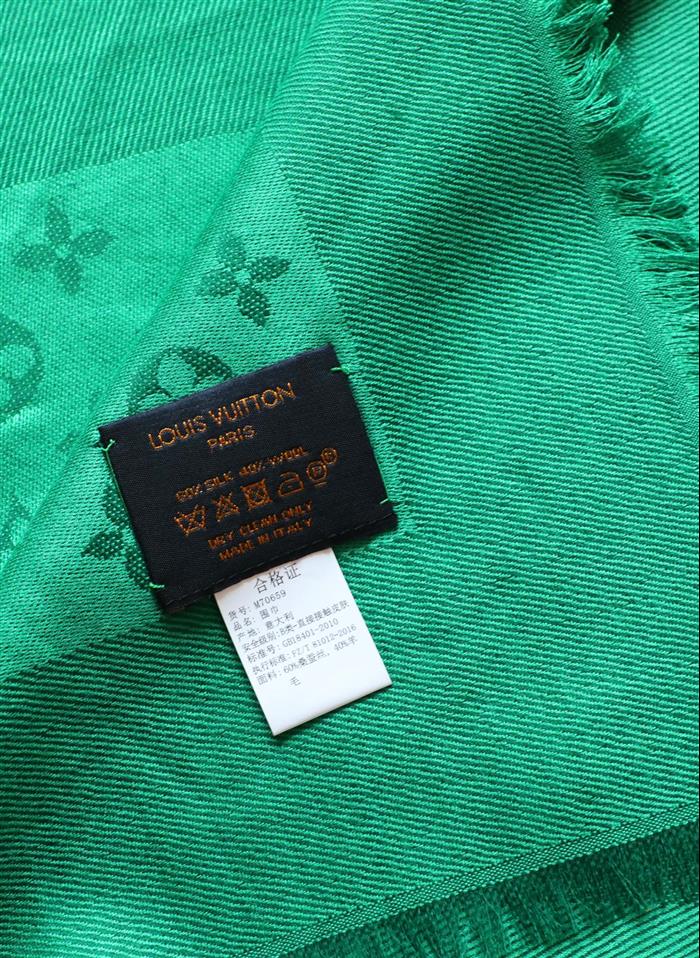 LOUIS VUITTON
PARIS
60% SILK 40% WOOL
P
DRY CLEAN ONLY
MADE IN ITALY
合格证
货号: M70659
品名: 围巾
产地: 意大利
安全级别:B类-直接接触皮肤
标准号: GB18401-2010
执行标准:FZ/T 81012-2016
面料:60%桑蚕丝, 40%羊
毛